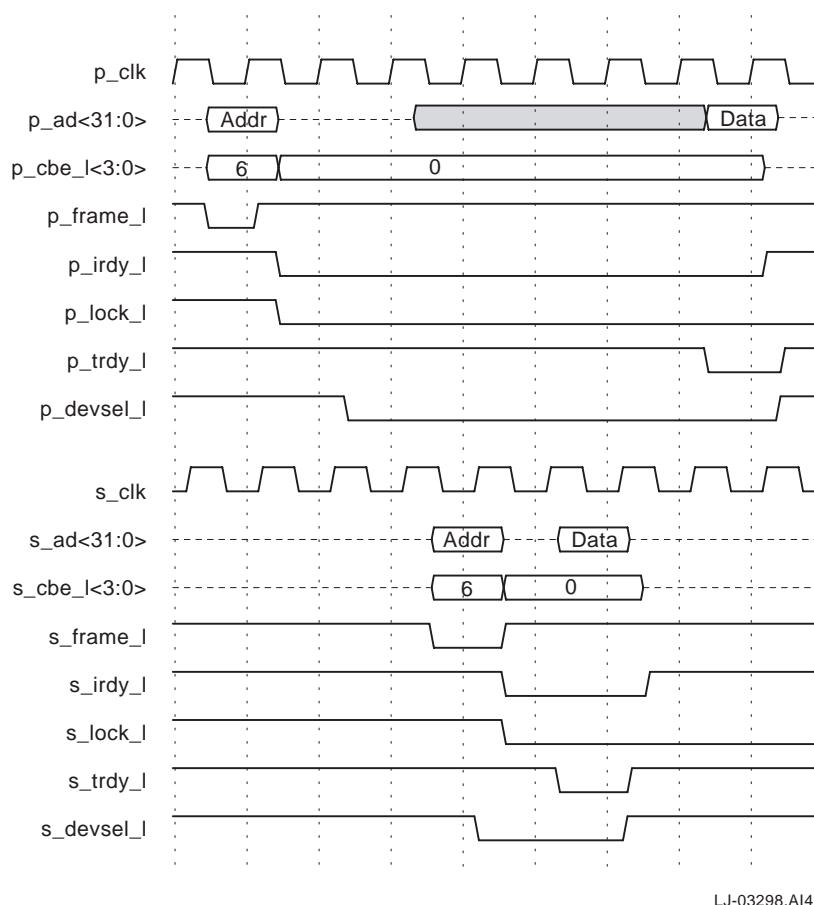 p_clk
p_ad<31:0> Addr Data
p_cbe_l<3:0> 6 0
p_frame_l
p_irdy_l
p_lock_l
p_trdy_l
p_devsel_l
s_clk
s_ad<31:0> Addr Data
s_cbe_l<3:0> 6 0
s_frame_l
s_irdy_l
s_lock_l
s_trdy_l
s_devsel_l
LJ-03298.AI4